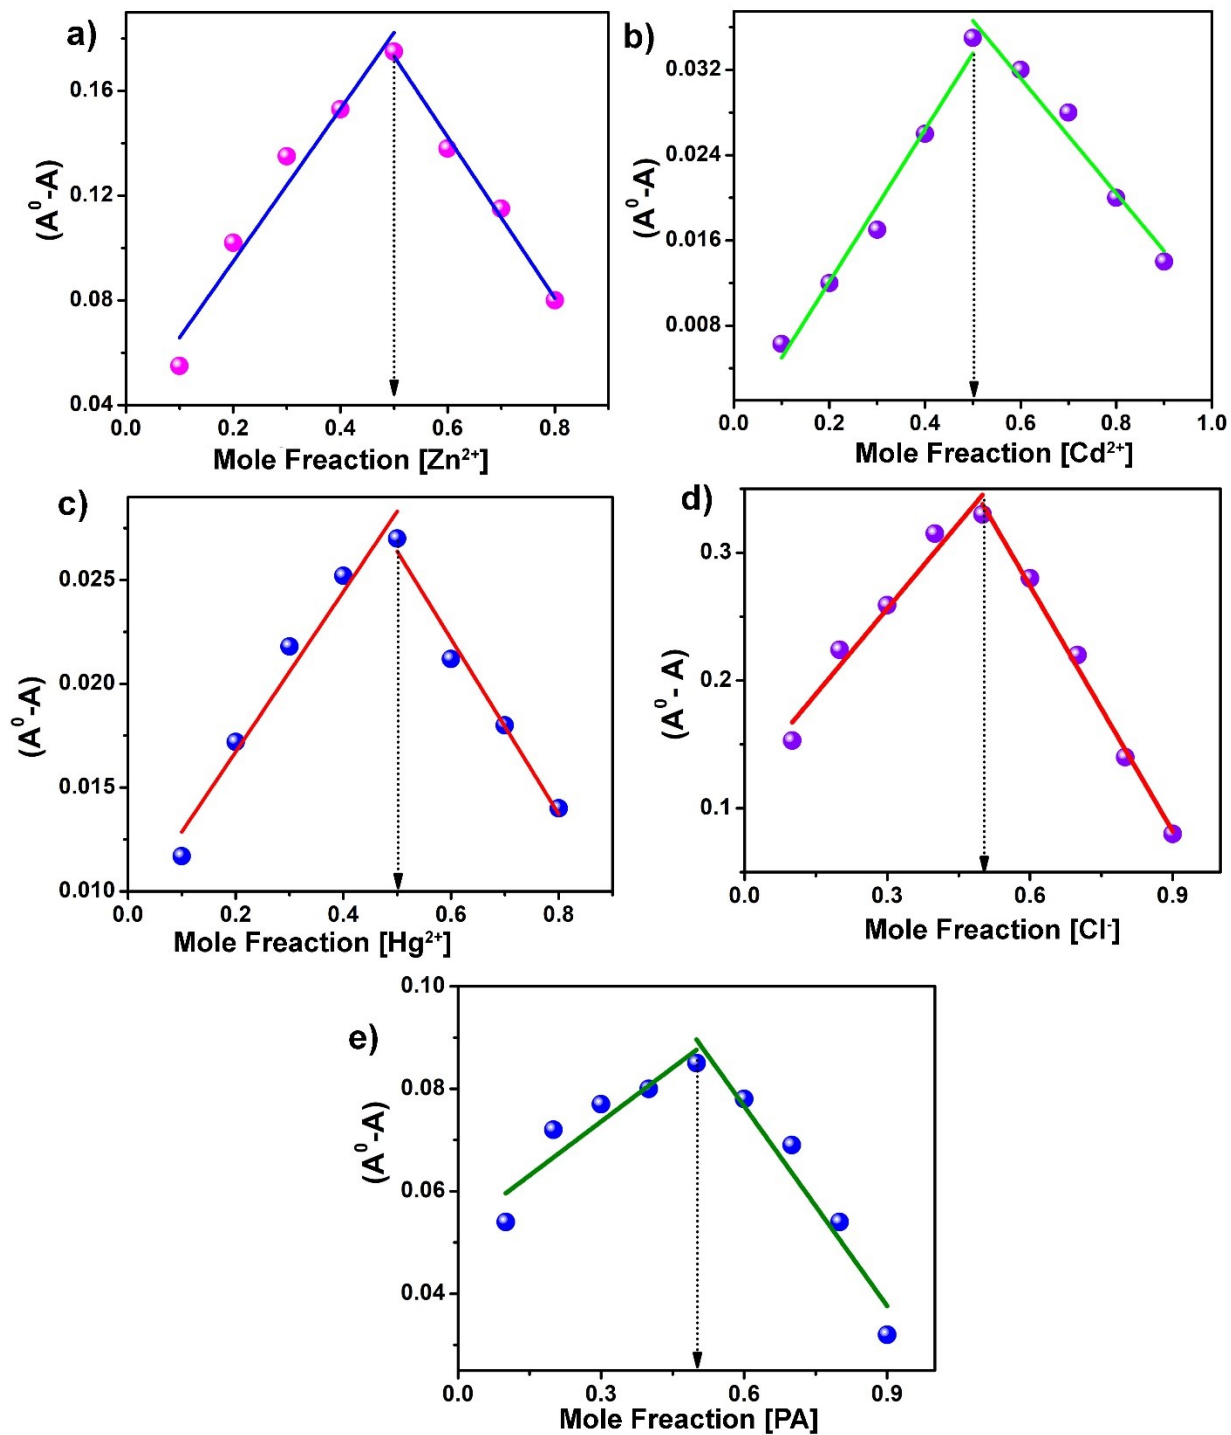 a)
0.16
0.12
0.08
0.04
(A⁰-A)
0.0 0.2 0.4 0.6 0.8
Mole Freaction [Zn²⁺]
b)
0.032
0.024
0.016
0.008
(A⁰-A)
0.0 0.2 0.4 0.6 0.8 1.0
Mole Freaction [Cd²⁺]
c)
0.025
0.020
0.015
0.010
(A⁰-A)
0.0 0.2 0.4 0.6 0.8
Mole Freaction [Hg²⁺]
d)
0.3
0.2
0.1
(A⁰- A)
0.0 0.3 0.6 0.9
Mole Freaction [Cl⁻]
e)
0.10
0.08
0.06
0.04
(A⁰-A)
0.0 0.3 0.6 0.9
Mole Freaction [PA]